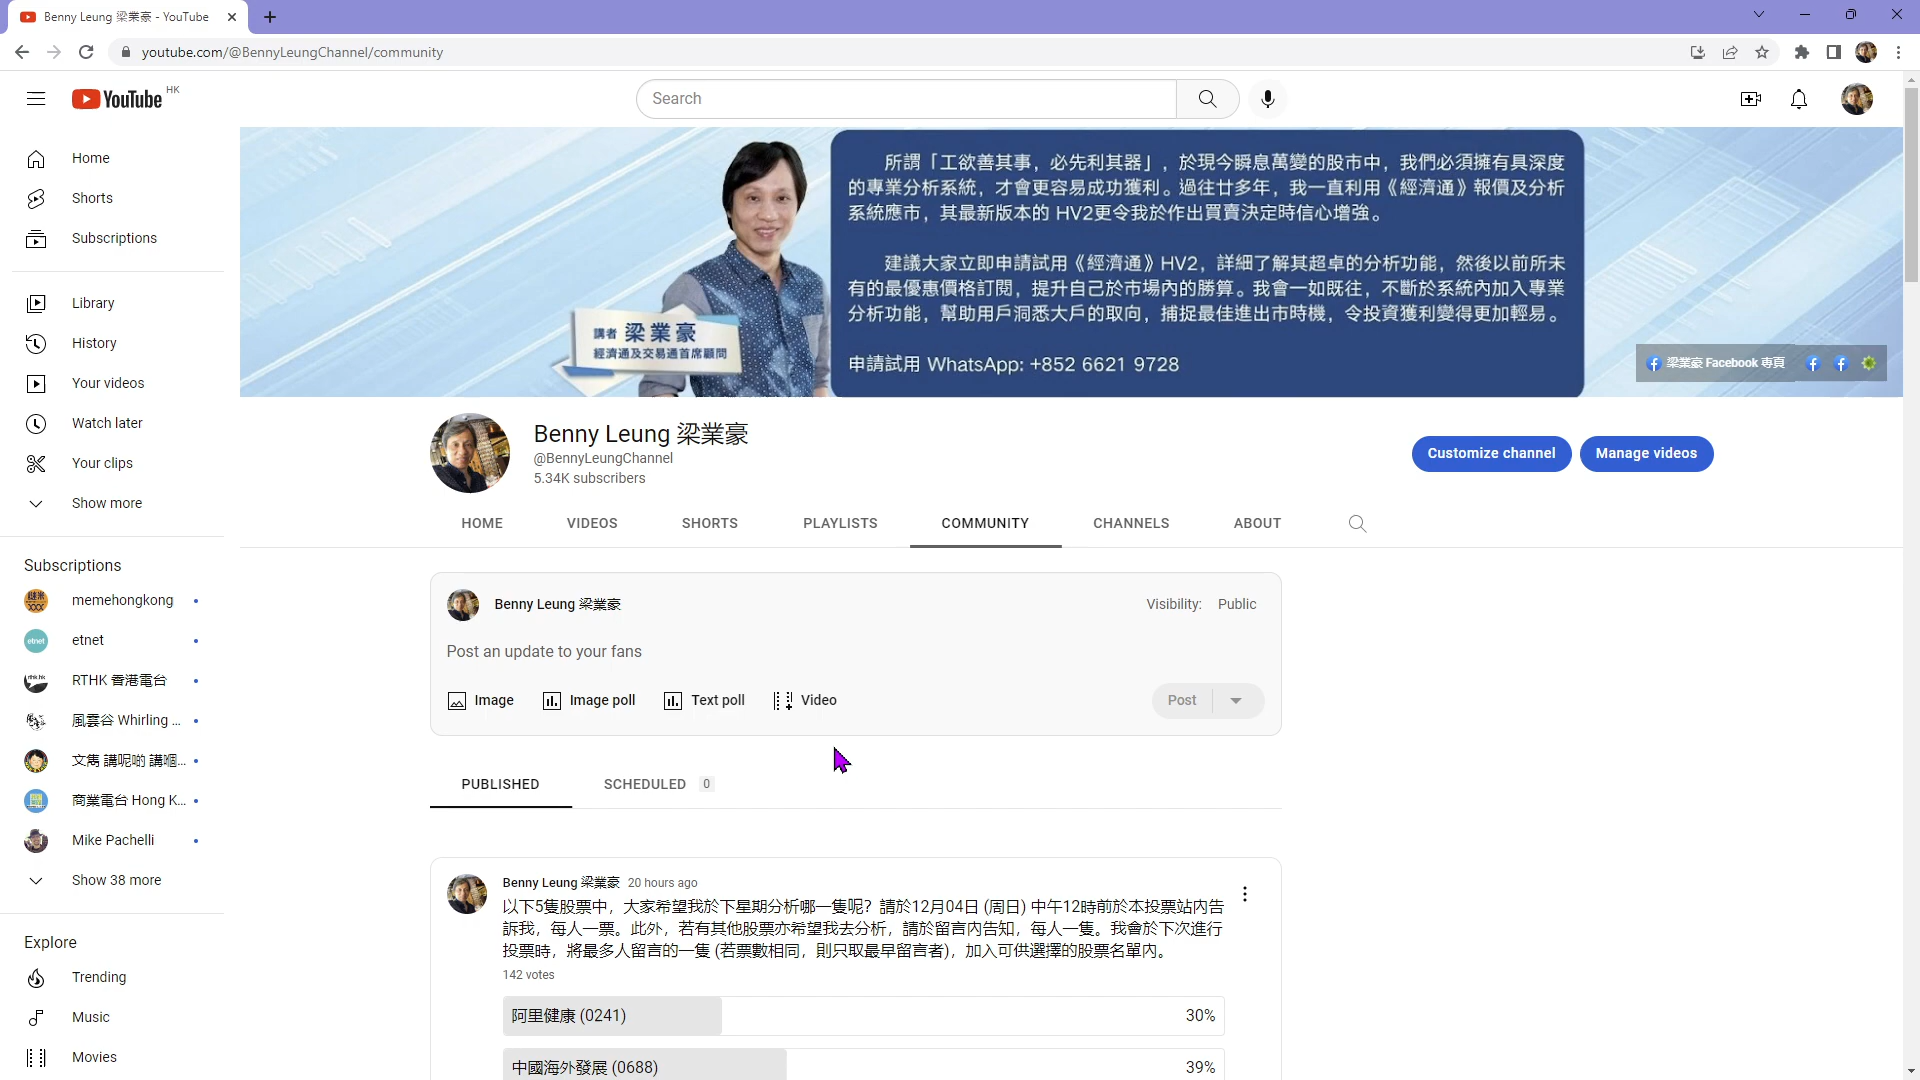 Benny Leung 梁業豪 - YouTube
youtube.com/@BennyLeungChannel/community
YouTube HK
Search
Home
Shorts
Subscriptions
Library
History
Your videos
Watch later
Your clips
Show more
Subscriptions
memehongkong
etnet
RTHK 香港電台
風雲谷 Whirling ...
文雋 講呢啲 講嗰...
商業電台 Hong K...
Mike Pachelli
Show 38 more
Explore
Trending
Music
Movies
所謂「工欲善其事，必先利其器」，於現今瞬息萬變的股市中，我們必須擁有具深度
的專業分析系統，才會更容易成功獲利。過往廿多年，我一直利用《經濟通》報價及分析
系統應市，其最新版本的 HV2更令我於作出買賣決定時信心增強。
建議大家立即申請試用《經濟通》HV2，詳細了解其超卓的分析功能，然後以前所未
有的最優惠價格訂閱，提升自己於市場內的勝算。我會一如既往，不斷於系統內加入專業
分析功能，幫助用戶洞悉大戶的取向，捕捉最佳進出市時機，令投資獲利變得更加輕易。
申請試用 WhatsApp: +852 6621 9728
講者 梁業豪
經濟通及交易通首席顧問
梁業豪 Facebook 專頁
Benny Leung 梁業豪
@BennyLeungChannel
5.34K subscribers
Customize channel
Manage videos
HOME
VIDEOS
SHORTS
PLAYLISTS
COMMUNITY
CHANNELS
ABOUT
Benny Leung 梁業豪
Visibility: Public
Post an update to your fans
Image
Image poll
Text poll
Video
Post
PUBLISHED
SCHEDULED 0
Benny Leung 梁業豪 20 hours ago
以下5隻股票中，大家希望我於下星期分析哪一隻呢？請於12月04日 (周日) 中午12時前於本投票站內告
訴我，每人一票。此外，若有其他股票亦希望我去分析，請於留言內告知，每人一隻。我會於下次進行
投票時，將最多人留言的一隻 (若票數相同，則只取最早留言者)，加入可供選擇的股票名單內。
142 votes
阿里健康 (0241) 30%
中國海外發展 (0688) 39%